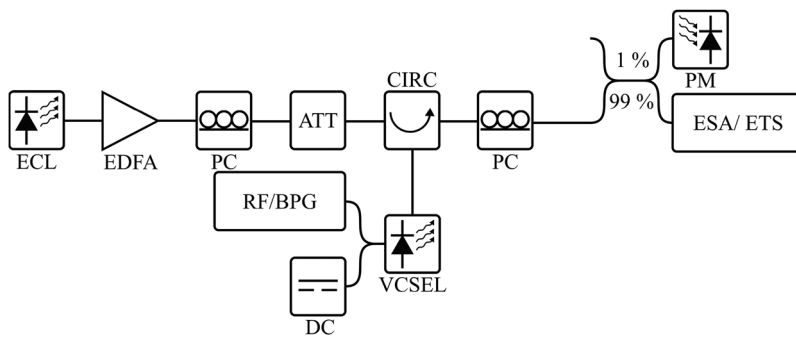 1 %
PM
CIRC
99 %
ATT
ESA/ ETS
ECL
EDFA
PC
PC
RF/BPG
VCSEL
DC